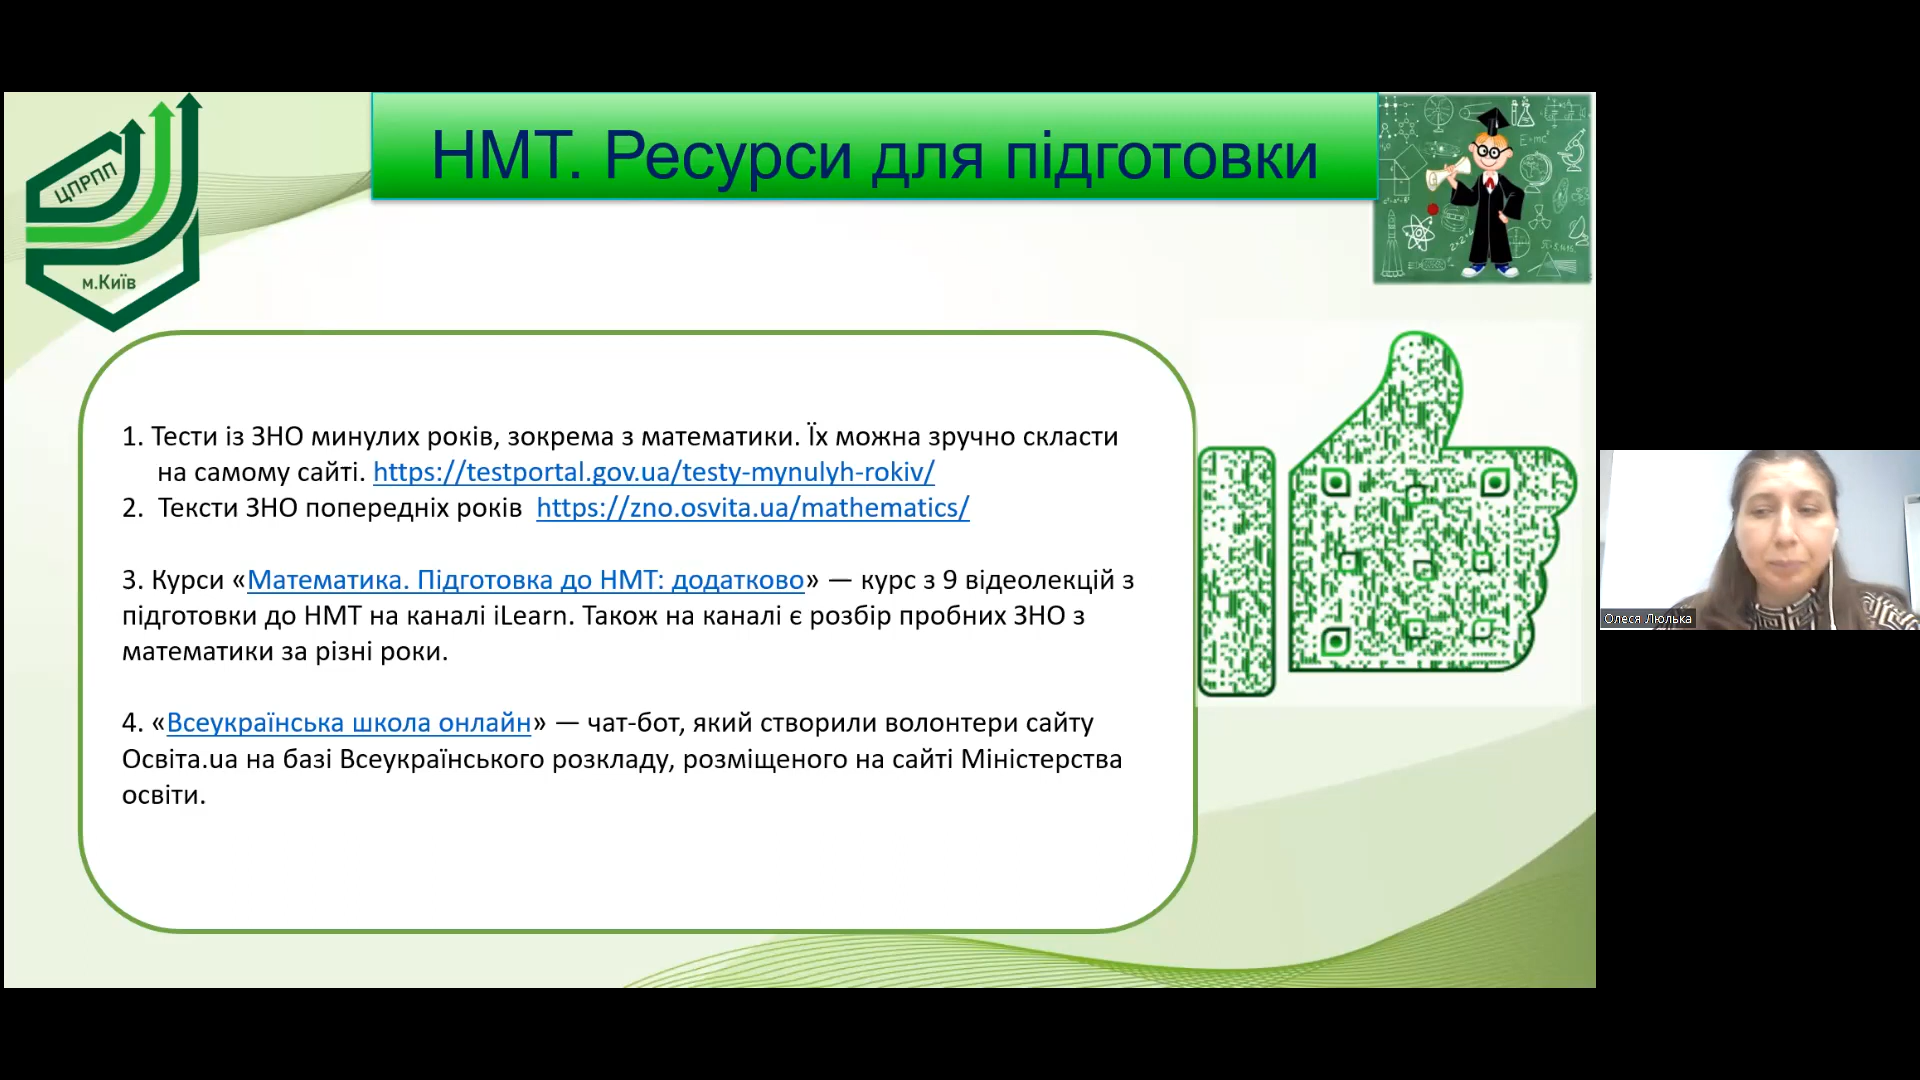 ЦПРПП
м.Київ
НМТ. Ресурси для підготовки
E=mc²
1. Тести із ЗНО минулих років, зокрема з математики. Їх можна зручно скласти
на самому сайті. https://testportal.gov.ua/testy-mynulyh-rokiv/
2. Тексти ЗНО попередніх років https://zno.osvita.ua/mathematics/
3. Курси «Математика. Підготовка до НМТ: додатково» — курс з 9 відеолекцій з
підготовки до НМТ на каналі iLearn. Також на каналі є розбір пробних ЗНО з
математики за різні роки.
4. «Всеукраїнська школа онлайн» — чат-бот, який створили волонтери сайту
Освіта.ua на базі Всеукраїнського розкладу, розміщеного на сайті Міністерства
освіти.
Олеся Люлька